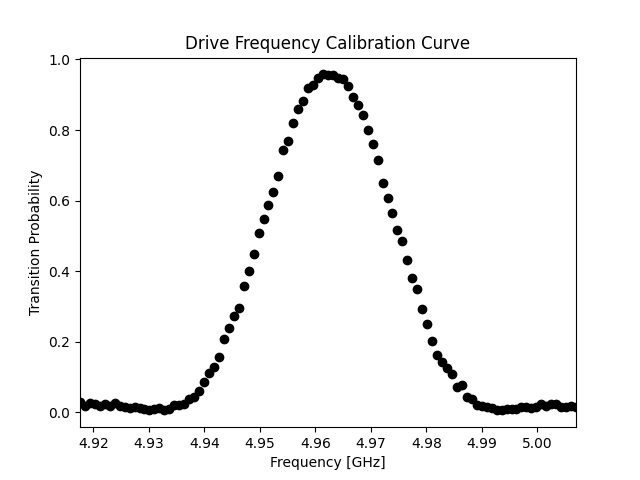 Drive Frequency Calibration Curve
Transition Probability
1.0
0.8
0.6
0.4
0.2
0.0
4.92 4.93 4.94 4.95 4.96 4.97 4.98 4.99 5.00
Frequency [GHz]